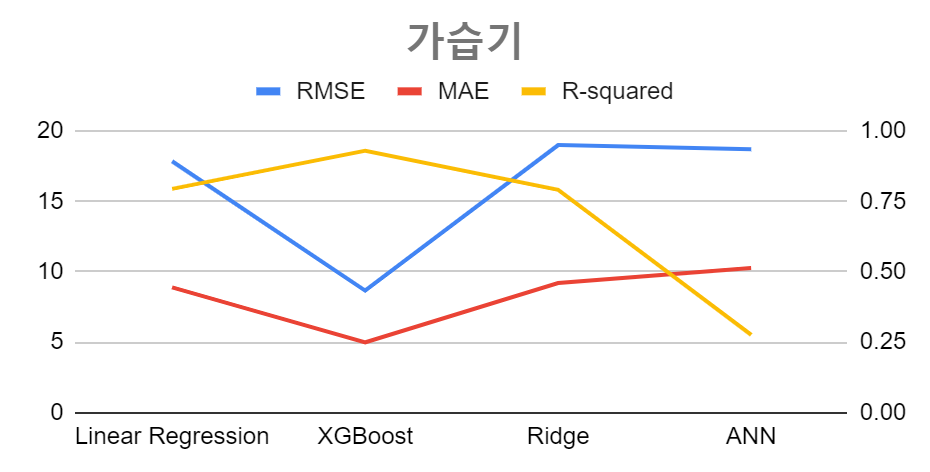 가습기
RMSE MAE R-squared
20 1.00
15 0.75
10 0.50
5 0.25
0 0.00
Linear Regression XGBoost Ridge ANN